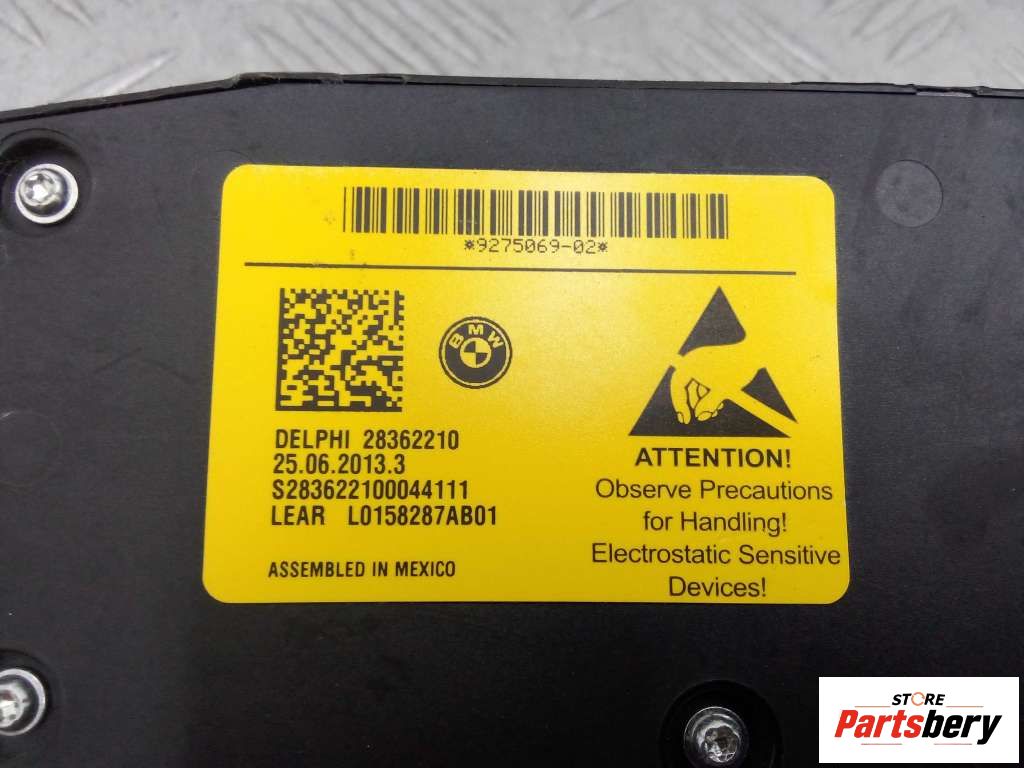 *9275069-02*
BMW
DELPHI 28362210
25.06.2013.3
S283622100044111
LEAR L0158287AB01
ASSEMBLED IN MEXICO
ATTENTION!
Observe Precautions
for Handling!
Electrostatic Sensitive
Devices!
STORE
Partsbery